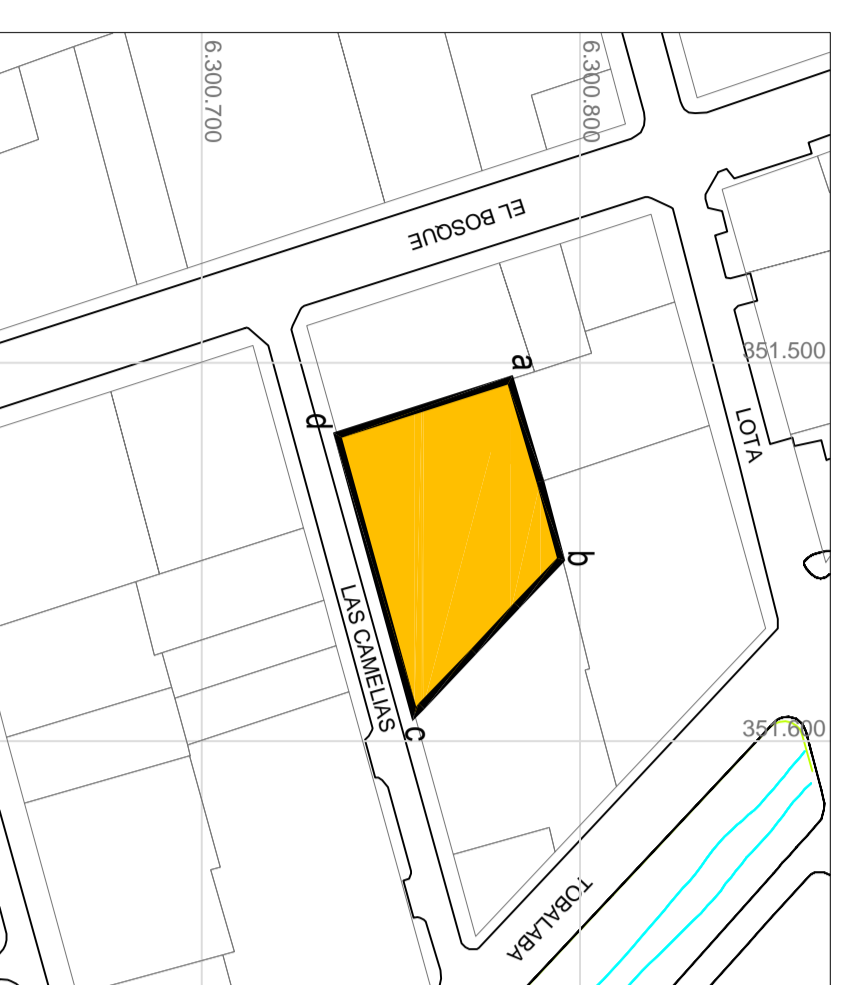 6.300.700
6.300.800
EL BOSQUE
351.500
a
d
LOTA
b
LAS CAMELIAS
351.600
c
TOBALABA